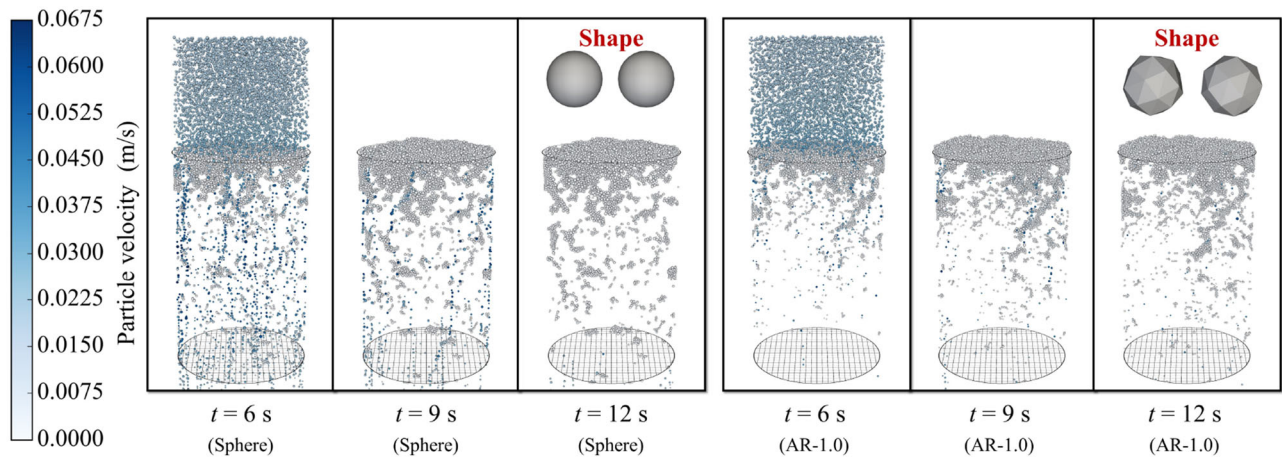 0.0675
0.0600
0.0525
0.0450
0.0375
0.0300
0.0225
0.0150
0.0075
0.0000
Particle velocity (m/s)
Shape
Shape
t = 6 s
t = 9 s
t = 12 s
t = 6 s
t = 9 s
t = 12 s
(Sphere)
(Sphere)
(Sphere)
(AR-1.0)
(AR-1.0)
(AR-1.0)